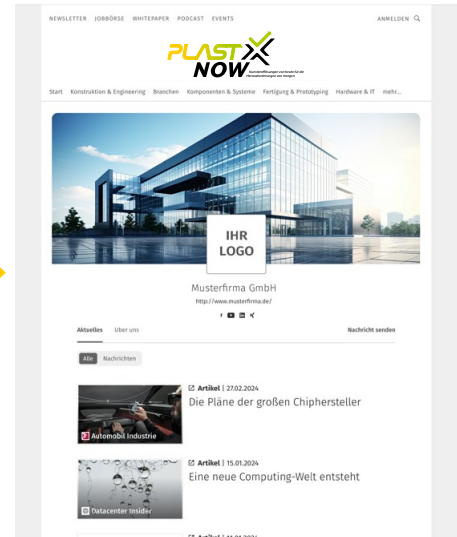 NEWSLETTER JOBBÖRSE WHITEPAPER PODCAST EVENTS ANMELDEN
PLASTX
NOW
Start Konstruktion & Engineering Branchen Komponenten & Systeme Fertigung & Prototyping Hardware & IT mehr...
IHR
LOGO
Musterfirma GmbH
http://www.musterfirma.de/
Aktuelles Über uns Nachricht senden
Alle Nachrichten
Artikel | 27.02.2024
Die Pläne der großen Chiphersteller
Automobil Industrie
Artikel | 15.01.2024
Eine neue Computing-Welt entsteht
Datacenter Insider